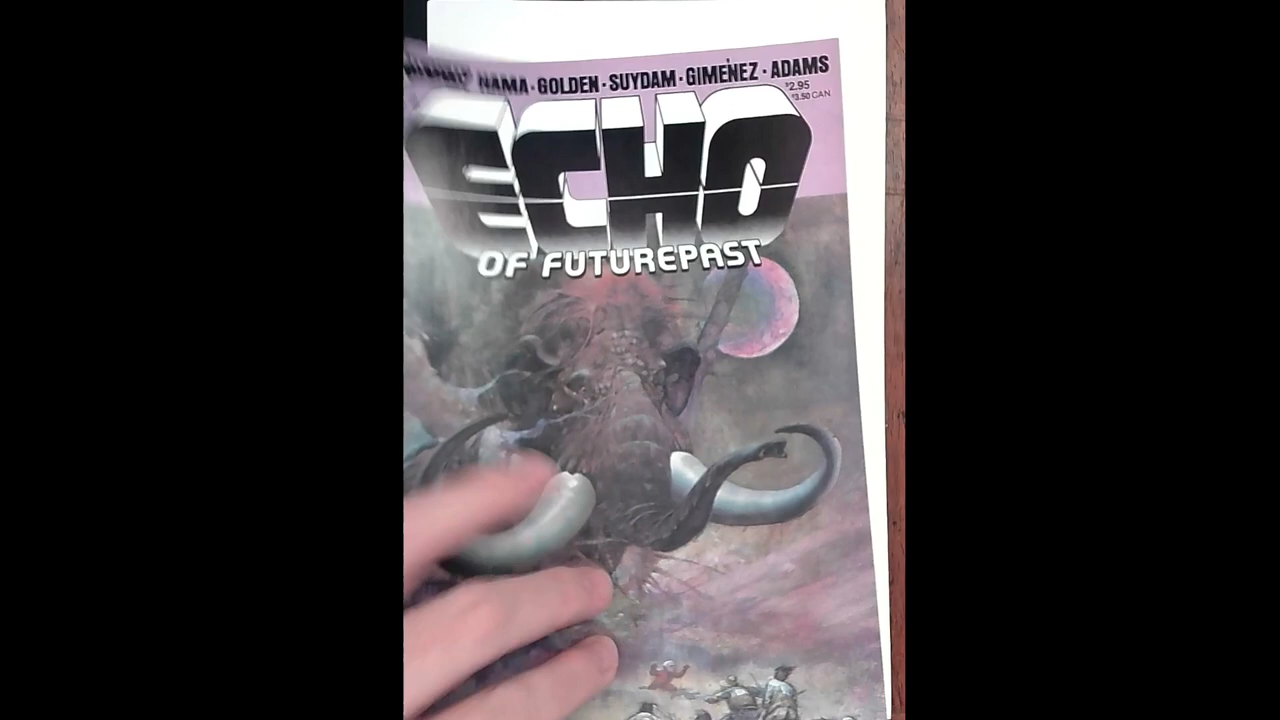 NAMA · GOLDEN · SUYDAM · GIMENEZ · ADAMS
$2.95
$3.50 CAN
ECHO
OF FUTUREPAST